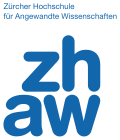 Zürcher Hochschule
für Angewandte Wissenschaften
zh
aw